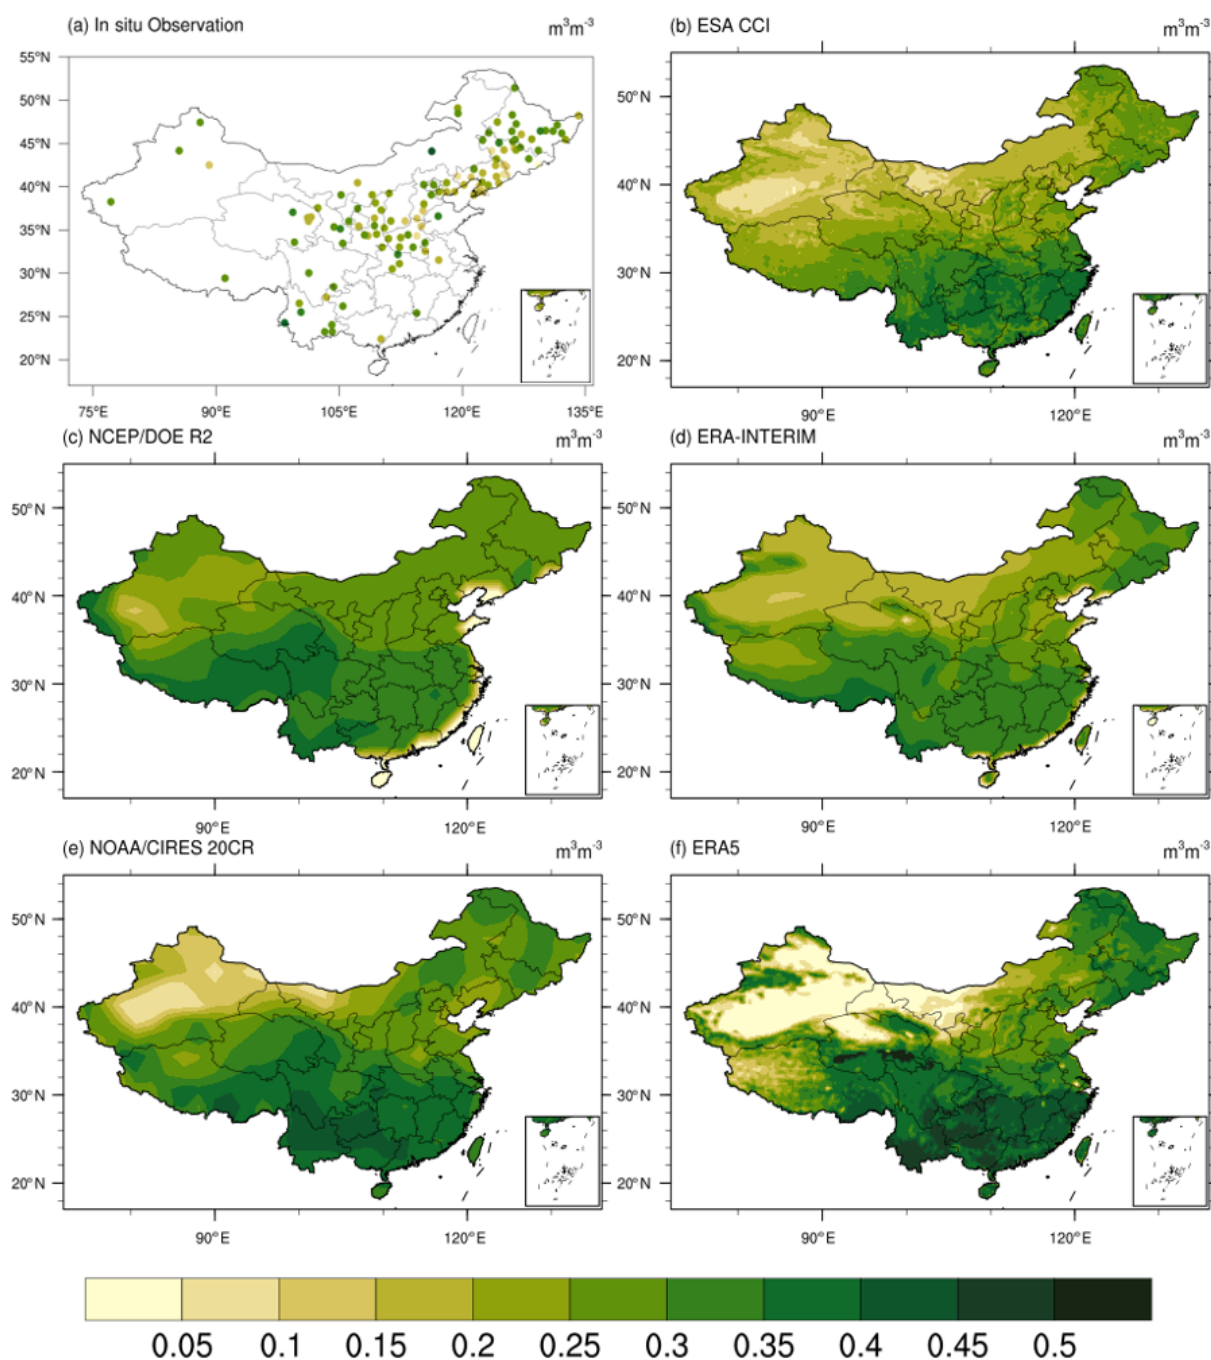 (a) In situ Observation m³m⁻³
55°N
50°N
45°N
40°N
35°N
30°N
25°N
20°N
75°E 90°E 105°E 120°E 135°E
(b) ESA CCI m³m⁻³
50°N
40°N
30°N
20°N
90°E 120°E
(c) NCEP/DOE R2 m³m⁻³
50°N
40°N
30°N
20°N
90°E 120°E
(d) ERA-INTERIM m³m⁻³
50°N
40°N
30°N
20°N
90°E 120°E
(e) NOAA/CIRES 20CR m³m⁻³
50°N
40°N
30°N
20°N
90°E 120°E
(f) ERA5 m³m⁻³
50°N
40°N
30°N
20°N
90°E 120°E
0.05 0.1 0.15 0.2 0.25 0.3 0.35 0.4 0.45 0.5